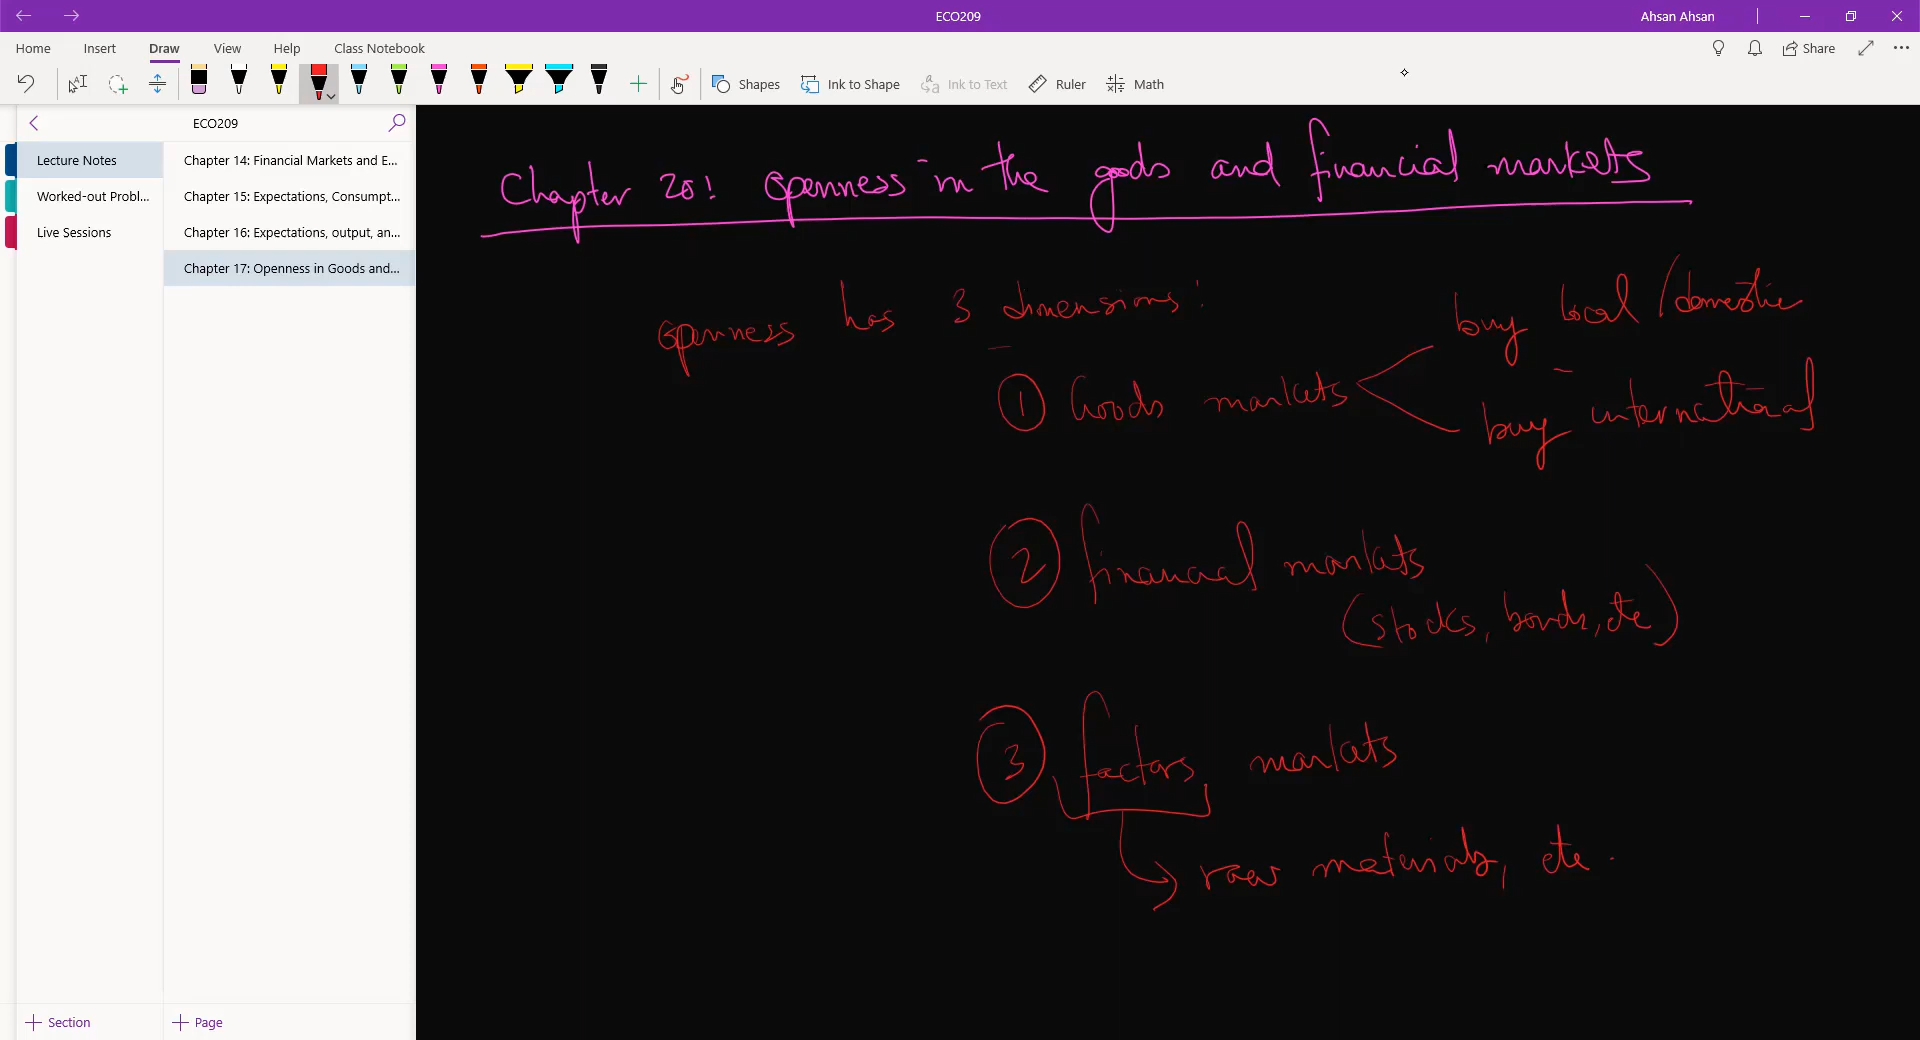 ECO209
Ahsan Ahsan
Home Insert Draw View Help Class Notebook
Share
Shapes Ink to Shape Ink to Text Ruler Math
ECO209
Lecture Notes
Worked-out Probl...
Live Sessions
Chapter 14: Financial Markets and E...
Chapter 15: Expectations, Consumpt...
Chapter 16: Expectations, output, an...
Chapter 17: Openness in Goods and...
Chapter 20: openness in the goods and financial markets
openness has 3 dimensions:
① Goods markets
buy local / domestic
buy international
② financial markets
(stocks, bonds, etc)
③ factors markets
raw materials, etc.
Section
Page